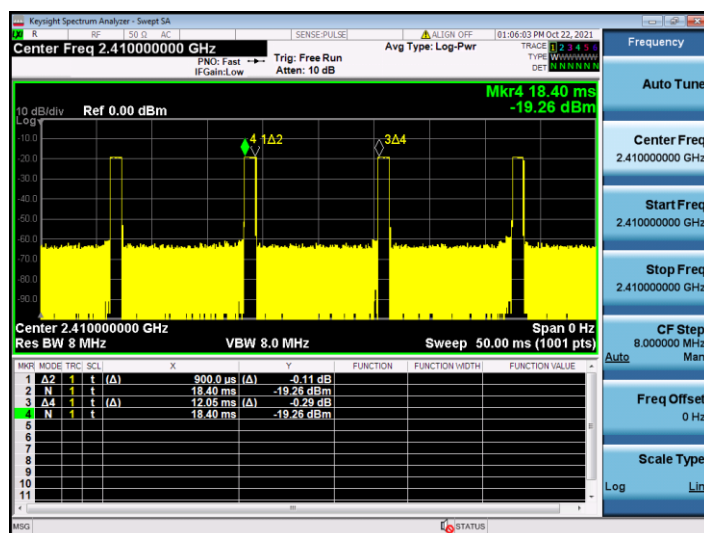 Keysight Spectrum Analyzer - Swept SA
R RF 50 Ω AC SENSE:PULSE ALIGN OFF 01:06:03 PM Oct 22, 2021
Center Freq 2.410000000 GHz
PNO: Fast
IFGain:Low
Trig: Free Run
Atten: 10 dB
Avg Type: Log-Pwr
TRACE 1 2 3 4 5 6
TYPE WWWWWW
DET N N N N N N
Mkr4 18.40 ms
-19.26 dBm
10 dB/div Ref 0.00 dBm
Log
-10.0
4 1Δ2 3Δ4
-20.0
-30.0
-40.0
-50.0
-60.0
-70.0
-80.0
-90.0
Center 2.410000000 GHz Span 0 Hz
Res BW 8 MHz VBW 8.0 MHz Sweep 50.00 ms (1001 pts)
MKR MODE TRC SCL X Y FUNCTION FUNCTION WIDTH FUNCTION VALUE
1 Δ2 1 t (Δ) 900.0 µs (Δ) -0.11 dB
2 N 1 t 18.40 ms -19.26 dBm
3 Δ4 1 t (Δ) 12.05 ms (Δ) -0.29 dB
4 N 1 t 18.40 ms -19.26 dBm
5
6
7
8
9
10
11
MSG STATUS
Frequency
Auto Tune
Center Freq
2.410000000 GHz
Start Freq
2.410000000 GHz
Stop Freq
2.410000000 GHz
CF Step
8.000000 MHz
Auto Man
Freq Offset
0 Hz
Scale Type
Log Lin